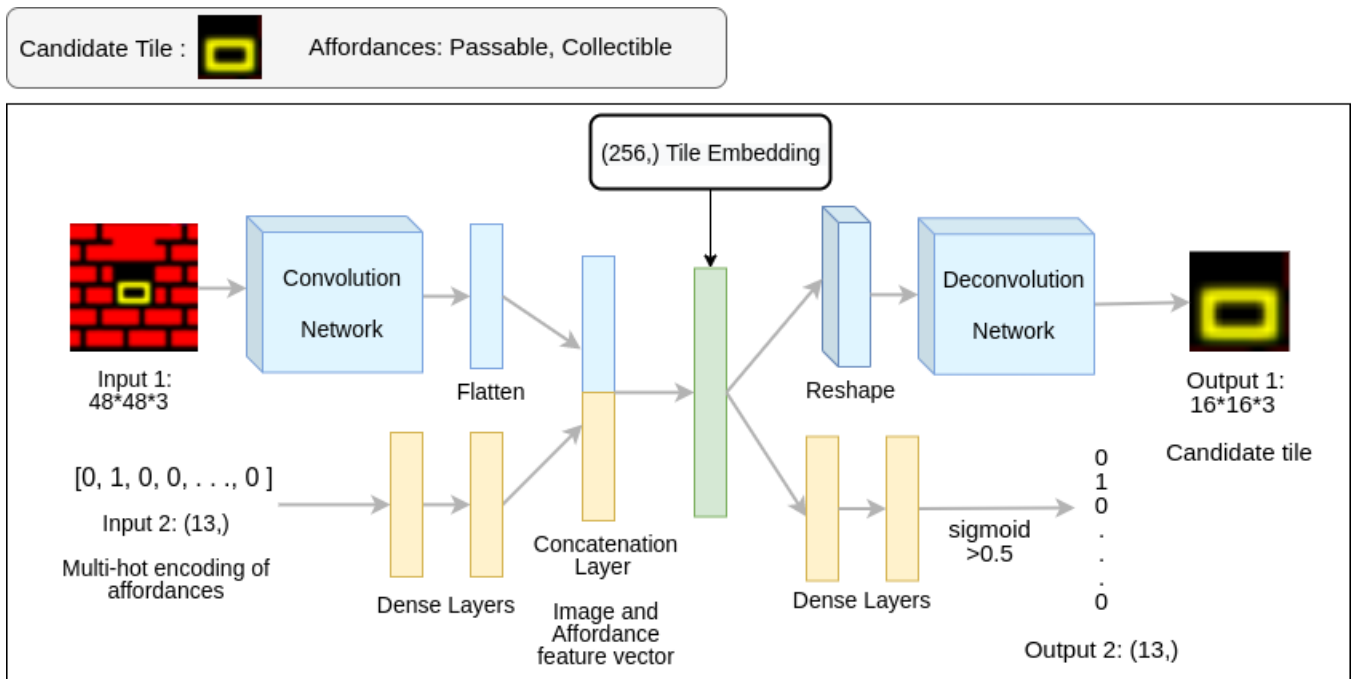 Candidate Tile :
Affordances: Passable, Collectible
(256,) Tile Embedding
Convolution
Network
Deconvolution
Network
Input 1:
48*48*3
Flatten
Reshape
Output 1:
16*16*3
Candidate tile
[0, 1, 0, 0, . . ., 0 ]
Input 2: (13,)
Multi-hot encoding of
affordances
Dense Layers
Concatenation
Layer
Image and
Affordance
feature vector
Dense Layers
sigmoid
>0.5
0
1
0
.
.
.
0
Output 2: (13,)